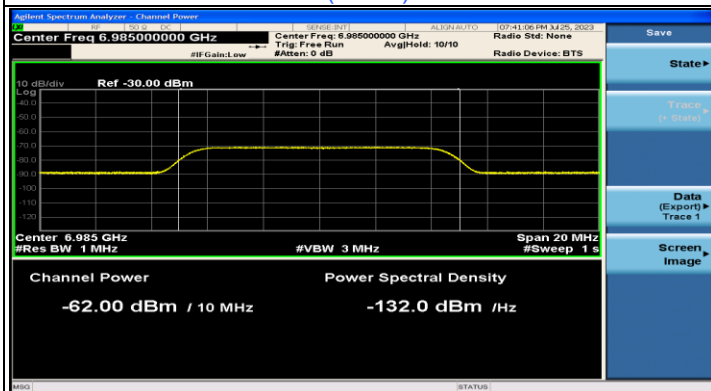 Agilent Spectrum Analyzer - Channel Power
RF 50 Ω DC SENSE:INT ALIGN AUTO 07:41:06 PM Jul 25, 2023
Center Freq 6.985000000 GHz
Center Freq: 6.985000000 GHz
Radio Std: None
Trig: Free Run Avg|Hold: 10/10
#IFGain:Low #Atten: 0 dB Radio Device: BTS
10 dB/div Ref -30.00 dBm
Log
-40.0
-50.0
-60.0
-70.0
-80.0
-90.0
-100
-110
-120
Center 6.985 GHz Span 20 MHz
#Res BW 1 MHz #VBW 3 MHz #Sweep 1 s
Channel Power Power Spectral Density
-62.00 dBm / 10 MHz -132.0 dBm /Hz
MSG STATUS
Save
State
Trace
(+ State)
Data
(Export)
Trace 1
Screen
Image